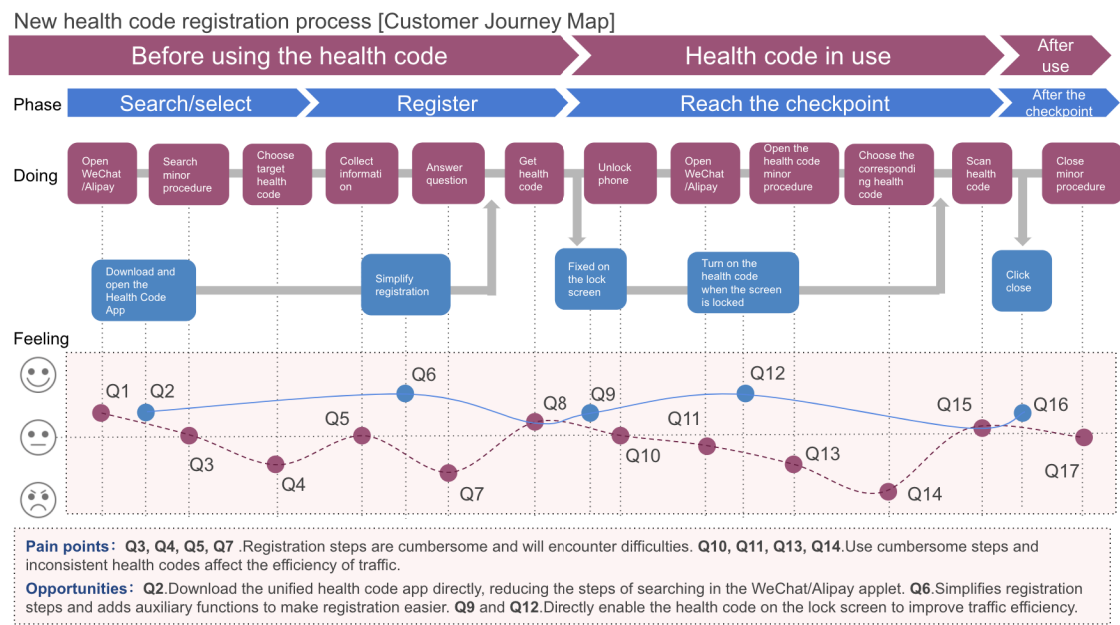 New health code registration process [Customer Journey Map]
Before using the health code
Health code in use
After
use
Phase
Search/select
Register
Reach the checkpoint
After the
checkpoint
Doing
Open
WeChat
/Alipay
Search
minor
procedure
Choose
target
health
code
Collect
informati
on
Answer
question
Get
health
code
Unlock
phone
Open
WeChat
/Alipay
Open the
health code
minor
procedure
Choose the
correspondi
ng health
code
Scan
health
code
Close
minor
procedure
Download and
open the
Health Code
App
Simplify
registration
Fixed on
the lock
screen
Turn on the
health code
when the screen
is locked
Click
close
Feeling
Q1
Q2
Q3
Q4
Q5
Q6
Q7
Q8
Q9
Q10
Q11
Q12
Q13
Q14
Q15
Q16
Q17
Pain points: Q3, Q4, Q5, Q7 .Registration steps are cumbersome and will encounter difficulties. Q10, Q11, Q13, Q14.Use cumbersome steps and
inconsistent health codes affect the efficiency of traffic.
Opportunities: Q2.Download the unified health code app directly, reducing the steps of searching in the WeChat/Alipay applet. Q6.Simplifies registration
steps and adds auxiliary functions to make registration easier. Q9 and Q12.Directly enable the health code on the lock screen to improve traffic efficiency.